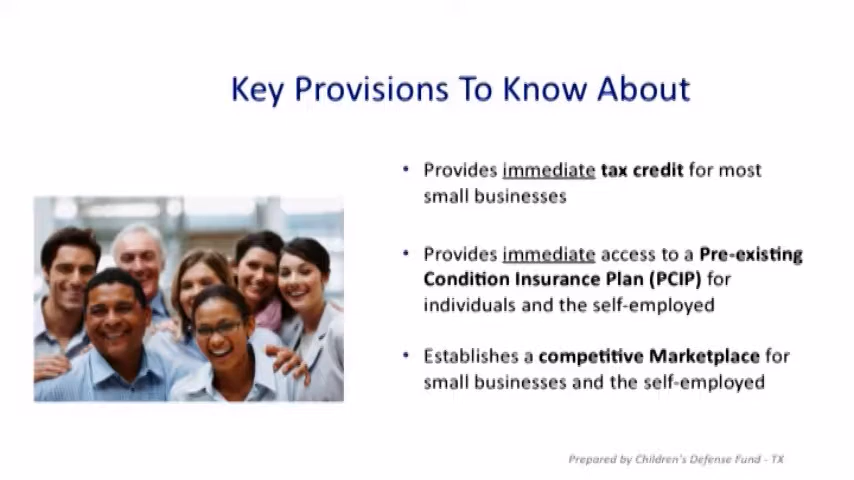 Key Provisions To Know About
• Provides immediate tax credit for most
small businesses
• Provides immediate access to a Pre-existing
Condition Insurance Plan (PCIP) for
individuals and the self-employed
• Establishes a competitive Marketplace for
small businesses and the self-employed
Prepared by Children's Defense Fund - TX